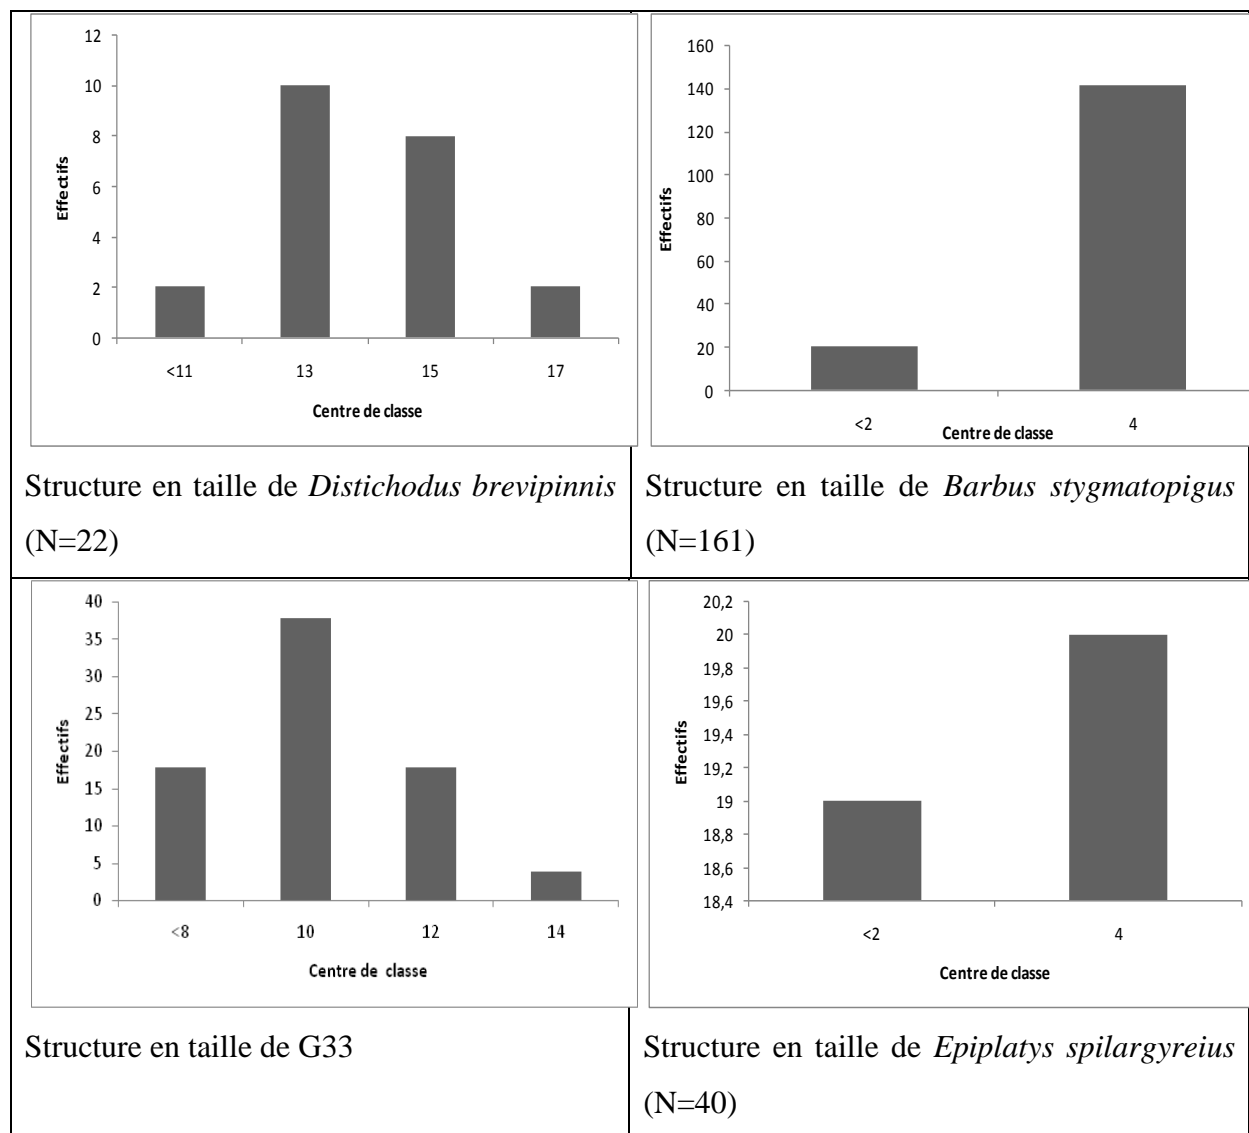 12
10
8
6
4
2
0
Effectifs
<11 13 15 17
Centre de classe
Structure en taille de Distichodus brevipinnis
(N=22)
160
140
120
100
80
60
40
20
0
Effectifs
<2 4
Centre de classe
Structure en taille de Barbus stygmatopigus
(N=161)
40
35
30
25
20
15
10
5
0
Effectifs
<8 10 12 14
Centre de classe
Structure en taille de G33
20,2
20
19,8
19,6
19,4
19,2
19
18,8
18,6
18,4
Effectifs
<2 4
Centre de classe
Structure en taille de Epiplatys spilargyreius
(N=40)